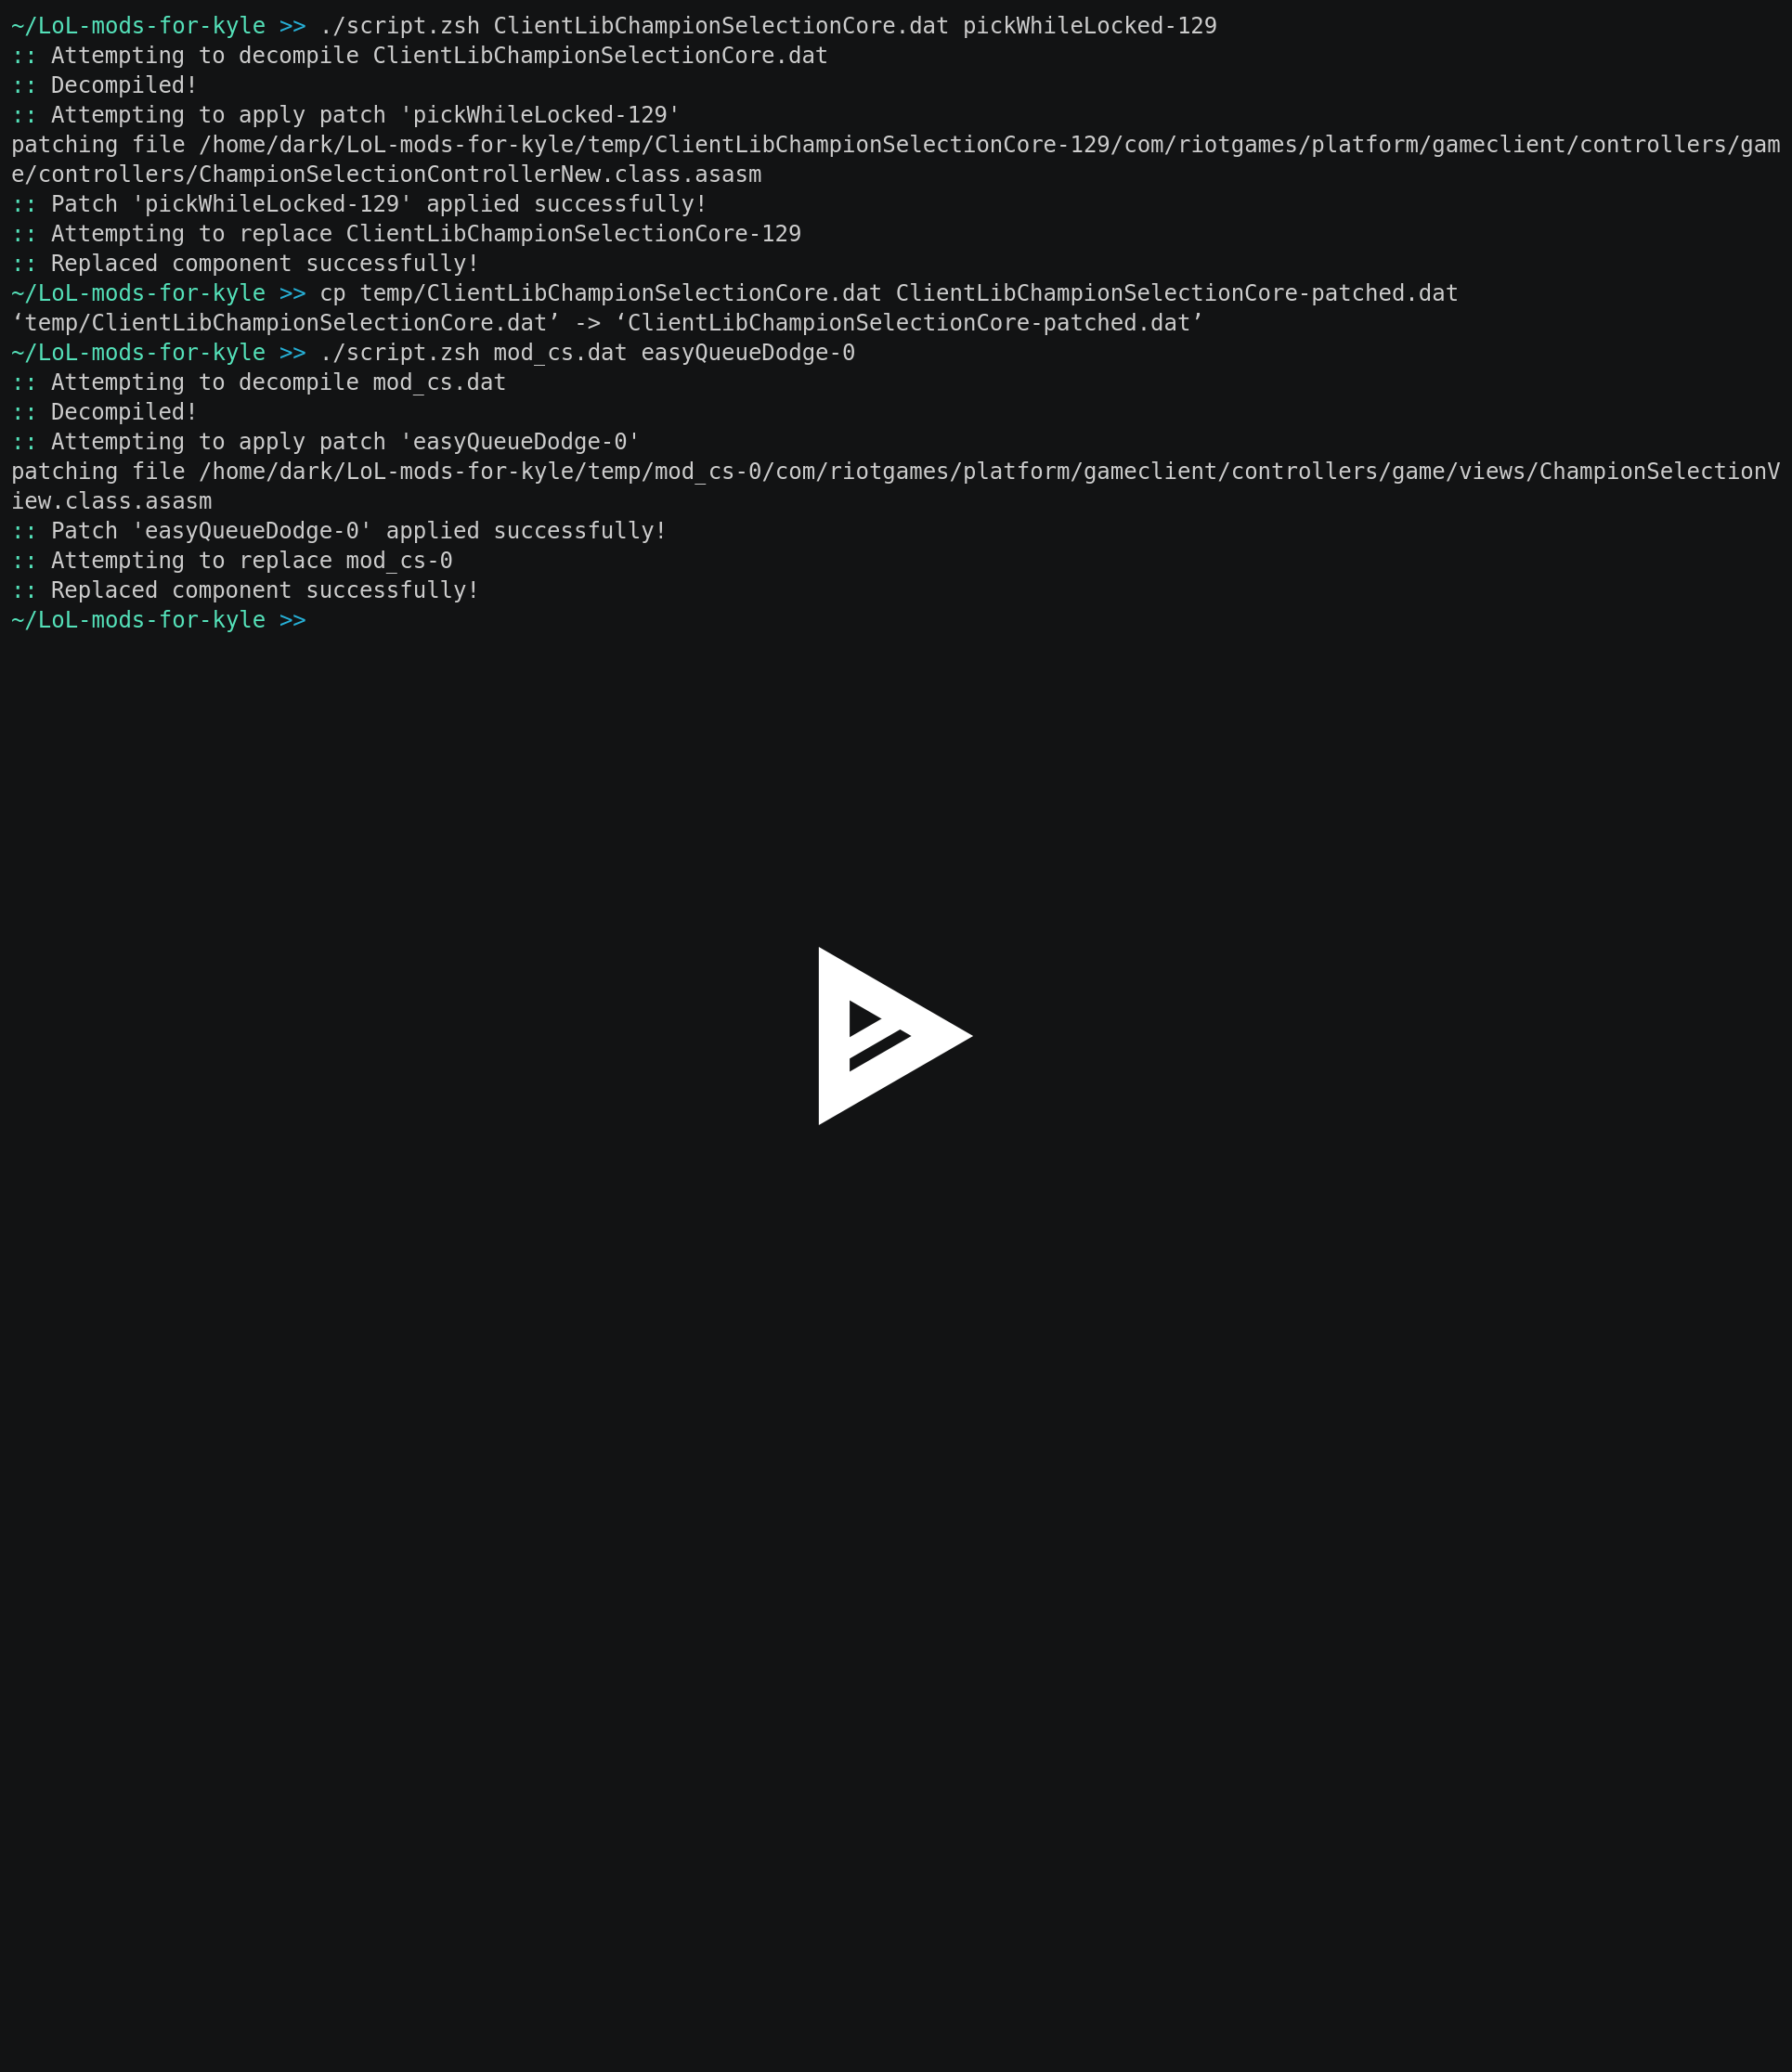 ~/LoL-mods-for-kyle >> ./script.zsh ClientLibChampionSelectionCore.dat pickWhileLocked-129
:: Attempting to decompile ClientLibChampionSelectionCore.dat
:: Decompiled!
:: Attempting to apply patch 'pickWhileLocked-129'
patching file /home/dark/LoL-mods-for-kyle/temp/ClientLibChampionSelectionCore-129/com/riotgames/platform/gameclient/controllers/gam
e/controllers/ChampionSelectionControllerNew.class.asasm
:: Patch 'pickWhileLocked-129' applied successfully!
:: Attempting to replace ClientLibChampionSelectionCore-129
:: Replaced component successfully!
~/LoL-mods-for-kyle >> cp temp/ClientLibChampionSelectionCore.dat ClientLibChampionSelectionCore-patched.dat
‘temp/ClientLibChampionSelectionCore.dat’ -> ‘ClientLibChampionSelectionCore-patched.dat’
~/LoL-mods-for-kyle >> ./script.zsh mod_cs.dat easyQueueDodge-0
:: Attempting to decompile mod_cs.dat
:: Decompiled!
:: Attempting to apply patch 'easyQueueDodge-0'
patching file /home/dark/LoL-mods-for-kyle/temp/mod_cs-0/com/riotgames/platform/gameclient/controllers/game/views/ChampionSelectionV
iew.class.asasm
:: Patch 'easyQueueDodge-0' applied successfully!
:: Attempting to replace mod_cs-0
:: Replaced component successfully!
~/LoL-mods-for-kyle >>